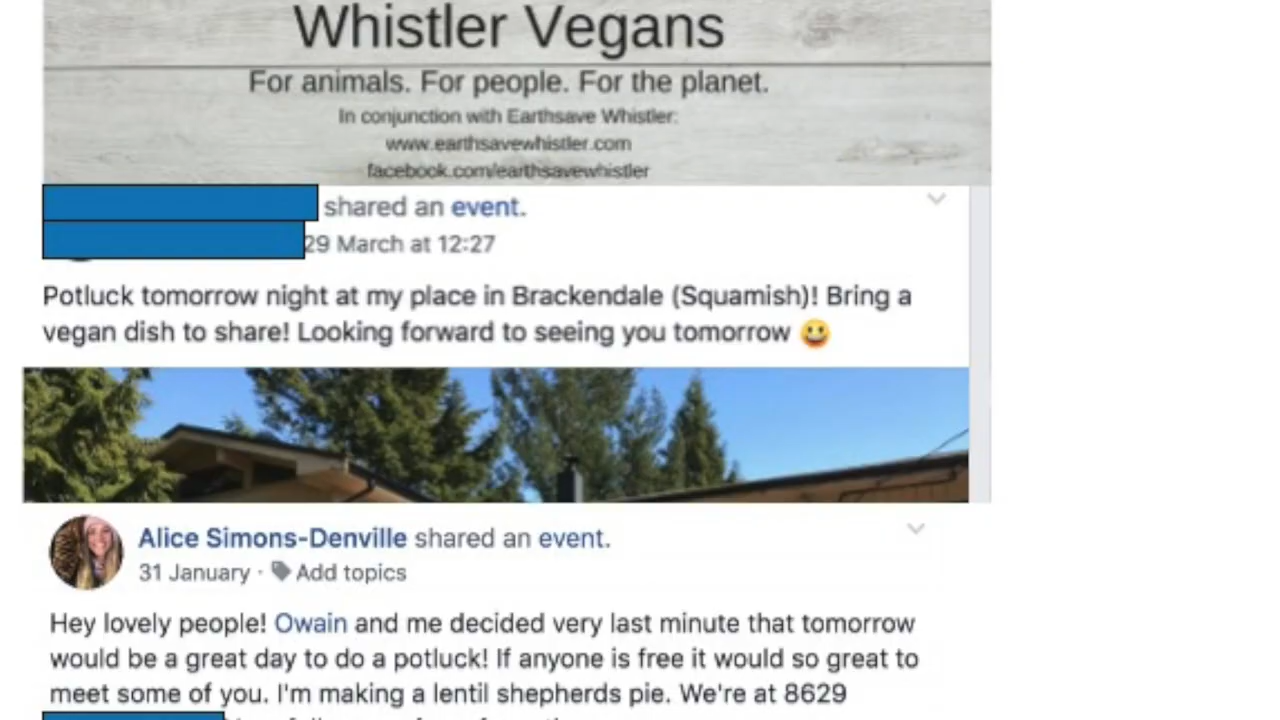 Whistler Vegans
For animals. For people. For the planet.
In conjunction with Earthsave Whistler:
www.earthsavewhistler.com
facebook.com/earthsavewhistler
shared an event.
29 March at 12:27
Potluck tomorrow night at my place in Brackendale (Squamish)! Bring a
vegan dish to share! Looking forward to seeing you tomorrow 😀
Alice Simons-Denville shared an event.
31 January · Add topics
Hey lovely people! Owain and me decided very last minute that tomorrow
would be a great day to do a potluck! If anyone is free it would so great to
meet some of you. I'm making a lentil shepherds pie. We're at 8629